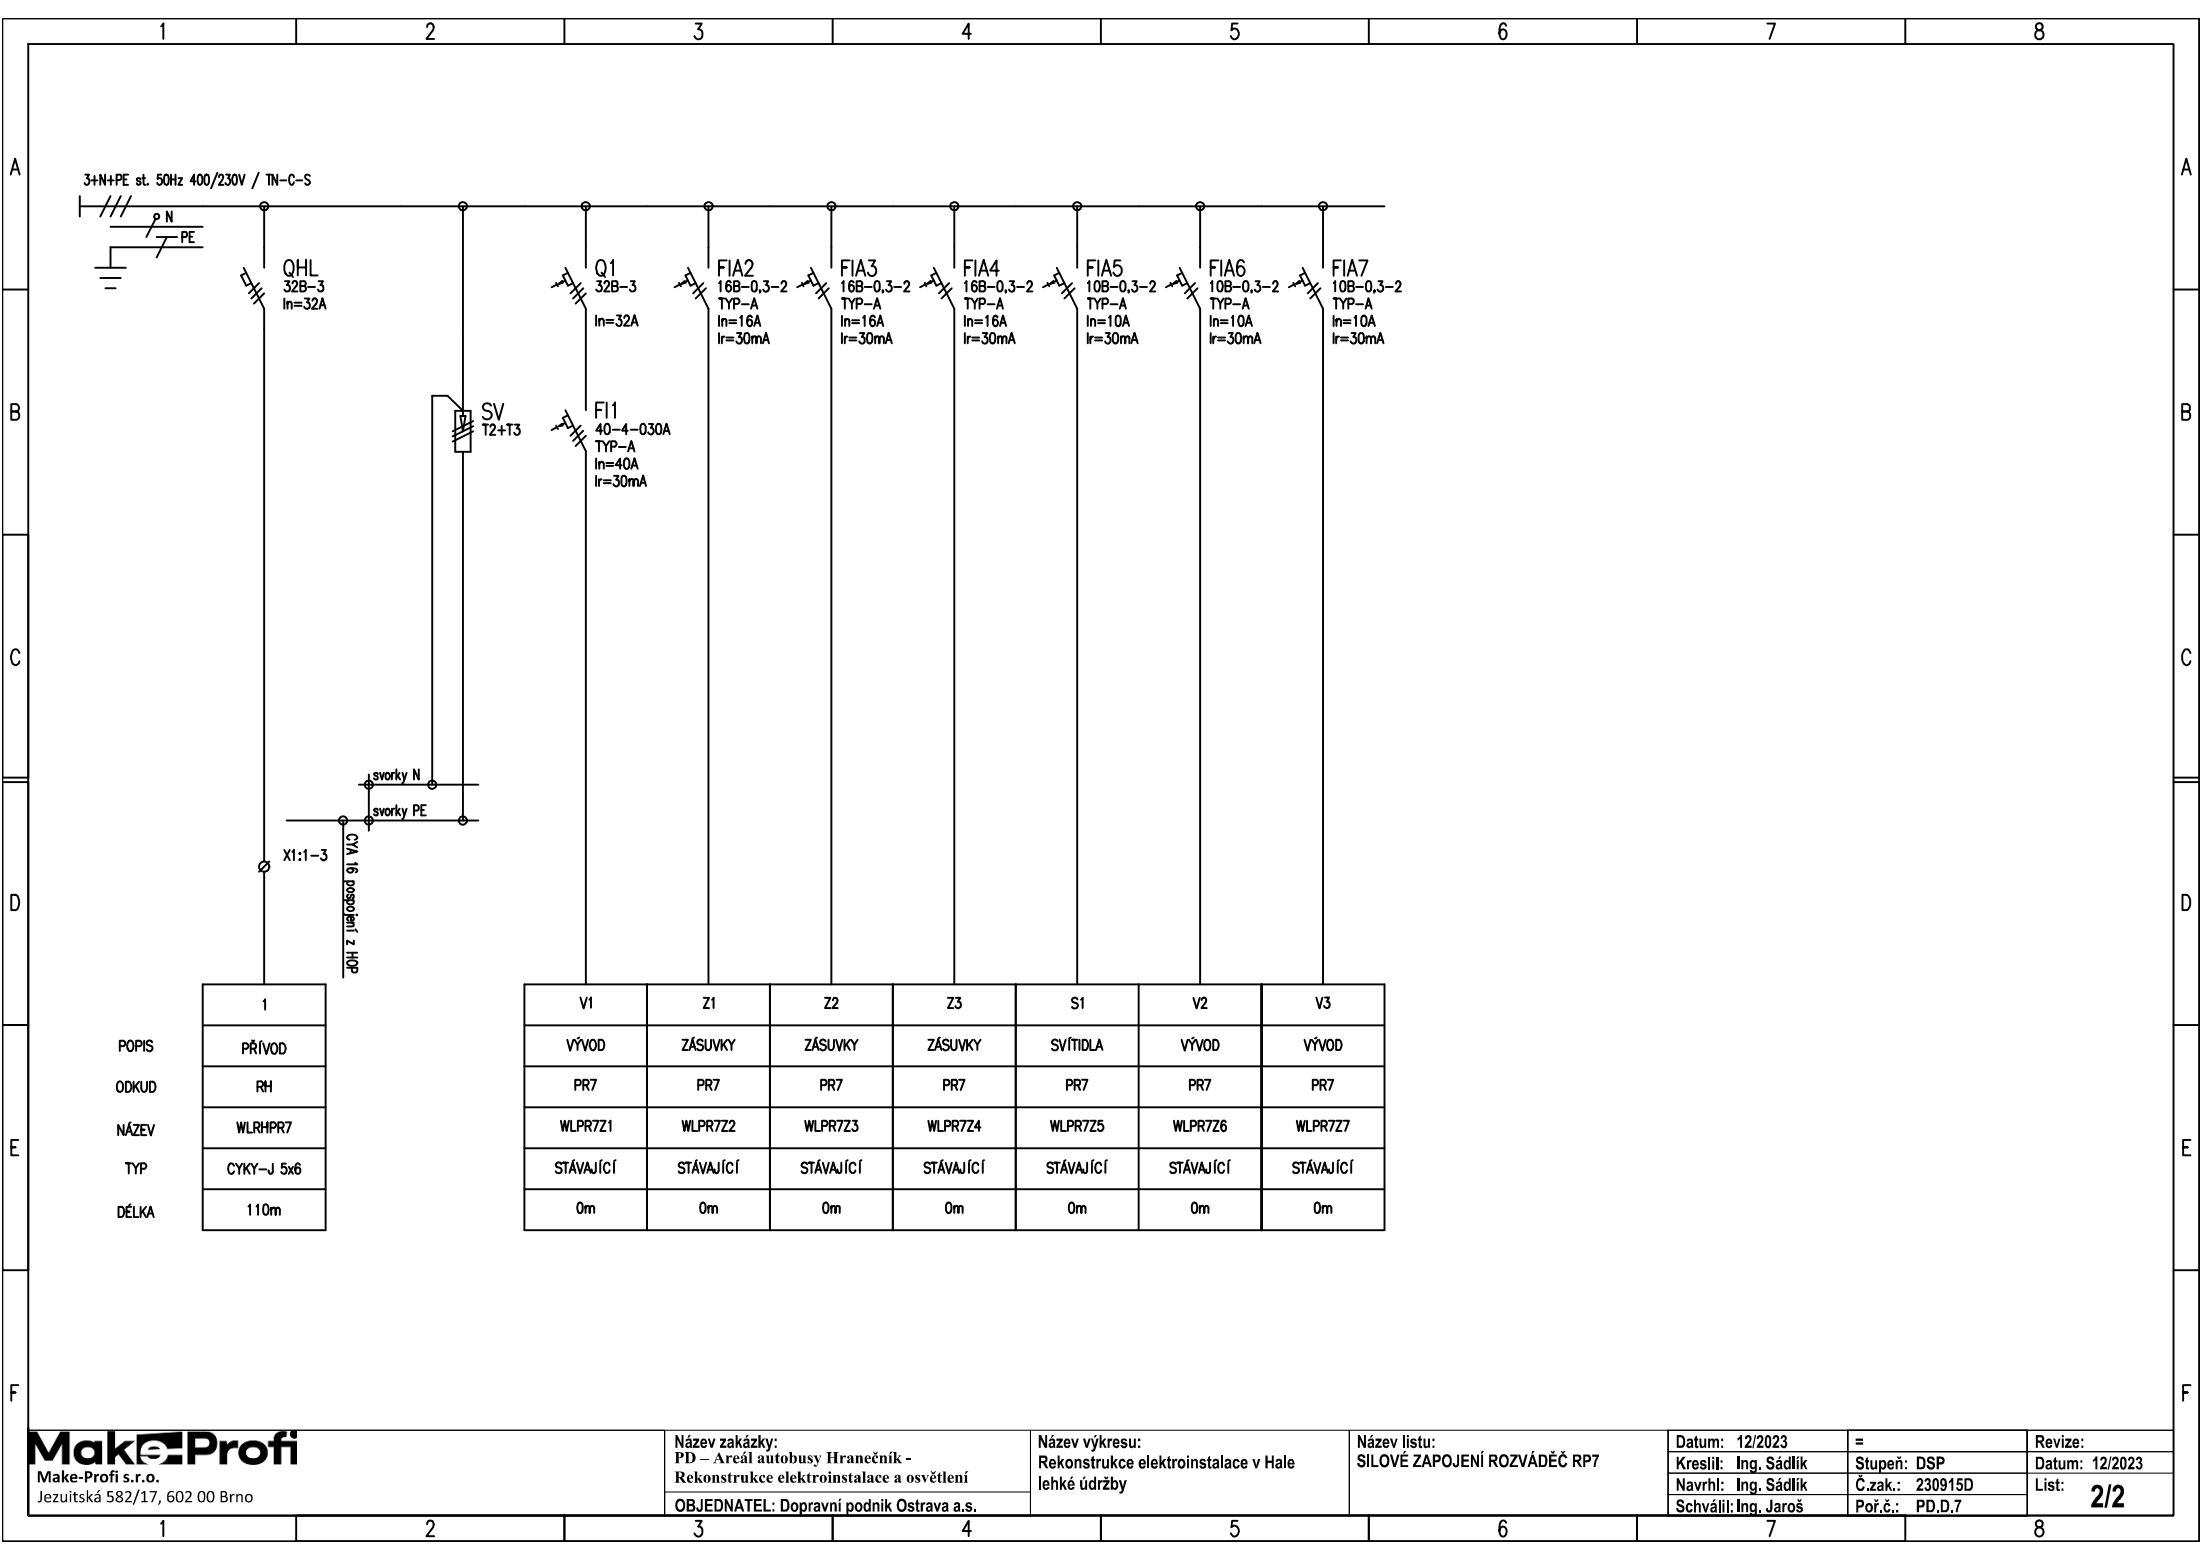 1 2 3 4 5 6 7 8
A A
B B
C C
D D
E E
F F
3+N+PE st. 50Hz 400/230V / TN-C-S
N
PE
QHL
32B-3
In=32A
SV
T2+T3
Q1
32B-3
In=32A
FI1
40-4-030A
TYP-A
In=40A
Ir=30mA
FIA2
16B-0,3-2
TYP-A
In=16A
Ir=30mA
FIA3
16B-0,3-2
TYP-A
In=16A
Ir=30mA
FIA4
16B-0,3-2
TYP-A
In=16A
Ir=30mA
FIA5
10B-0,3-2
TYP-A
In=10A
Ir=30mA
FIA6
10B-0,3-2
TYP-A
In=10A
Ir=30mA
FIA7
10B-0,3-2
TYP-A
In=10A
Ir=30mA
svorky N
svorky PE
X1:1-3
CYA 16 pospojení z HOP
1 V1 Z1 Z2 Z3 S1 V2 V3
POPIS PŘÍVOD VÝVOD ZÁSUVKY ZÁSUVKY ZÁSUVKY SVÍTIDLA VÝVOD VÝVOD
ODKUD RH PR7 PR7 PR7 PR7 PR7 PR7 PR7
NÁZEV WLRHPR7 WLPR7Z1 WLPR7Z2 WLPR7Z3 WLPR7Z4 WLPR7Z5 WLPR7Z6 WLPR7Z7
TYP CYKY-J 5x6 STÁVAJÍCÍ STÁVAJÍCÍ STÁVAJÍCÍ STÁVAJÍCÍ STÁVAJÍCÍ STÁVAJÍCÍ STÁVAJÍCÍ
DÉLKA 110m 0m 0m 0m 0m 0m 0m 0m
Make-Profi
Make-Profi s.r.o.
Jezuitská 582/17, 602 00 Brno
Název zakázky:
PD – Areál autobusy Hranečník -
Rekonstrukce elektroinstalace a osvětlení
OBJEDNATEL: Dopravní podnik Ostrava a.s.
Název výkresu:
Rekonstrukce elektroinstalace v Hale
lehké údržby
Název listu:
SILOVÉ ZAPOJENÍ ROZVÁDĚČ RP7
Datum: 12/2023
Kreslil: Ing. Sádlík
Navrhl: Ing. Sádlík
Schválil: Ing. Jaroš
=
Stupeň: DSP
Č.zak.: 230915D
Poř.č.: PD.D.7
Revize:
Datum: 12/2023
List: 2/2
1 2 3 4 5 6 7 8